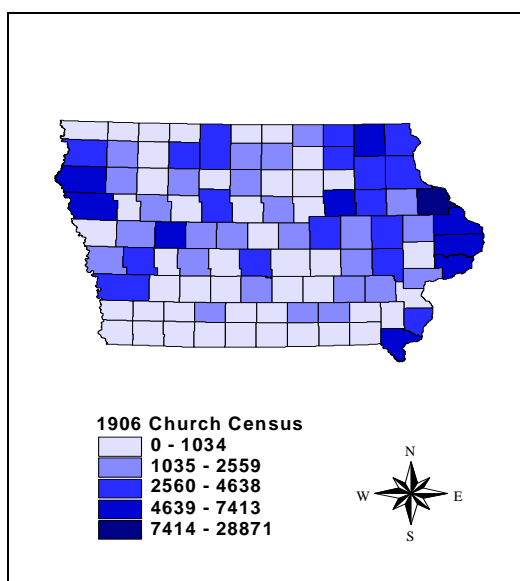 1906 Church Census
0 - 1034
1035 - 2559
2560 - 4638
4639 - 7413
7414 - 28871
N
W E
S